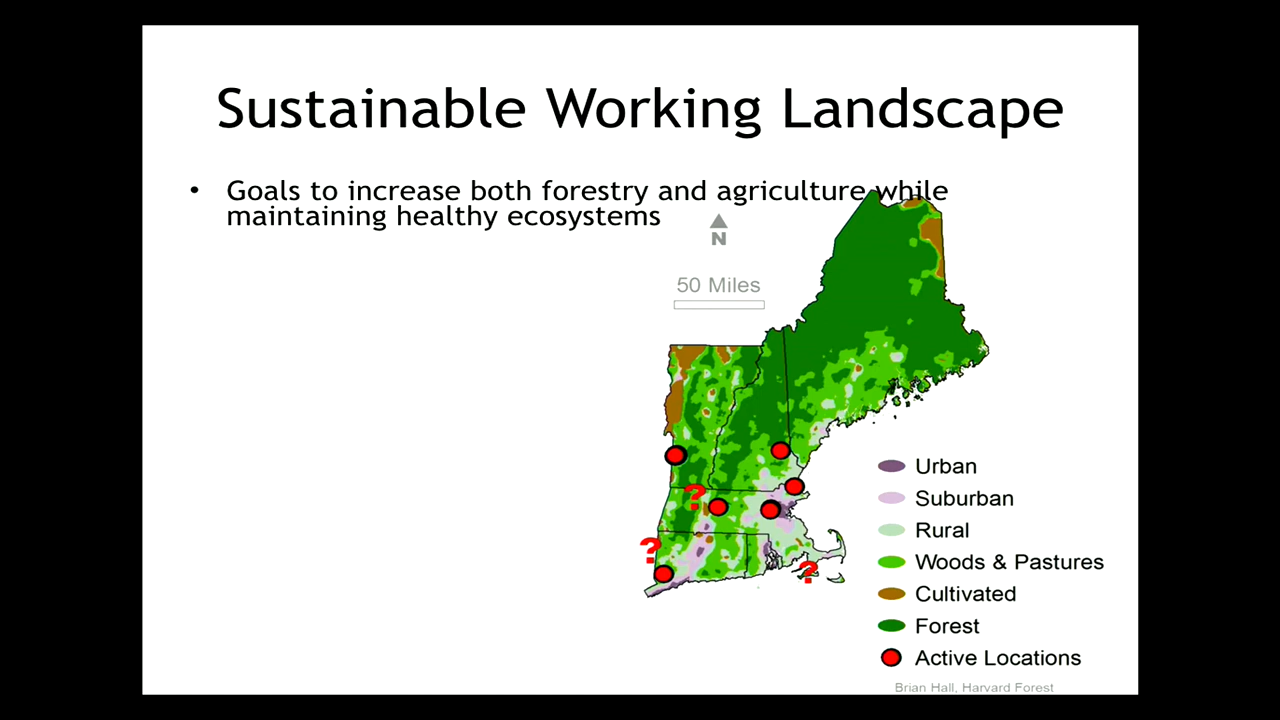 Sustainable Working Landscape
• Goals to increase both forestry and agriculture while
maintaining healthy ecosystems
N
50 Miles
?
?
?
Urban
Suburban
Rural
Woods & Pastures
Cultivated
Forest
Active Locations
Brian Hall, Harvard Forest